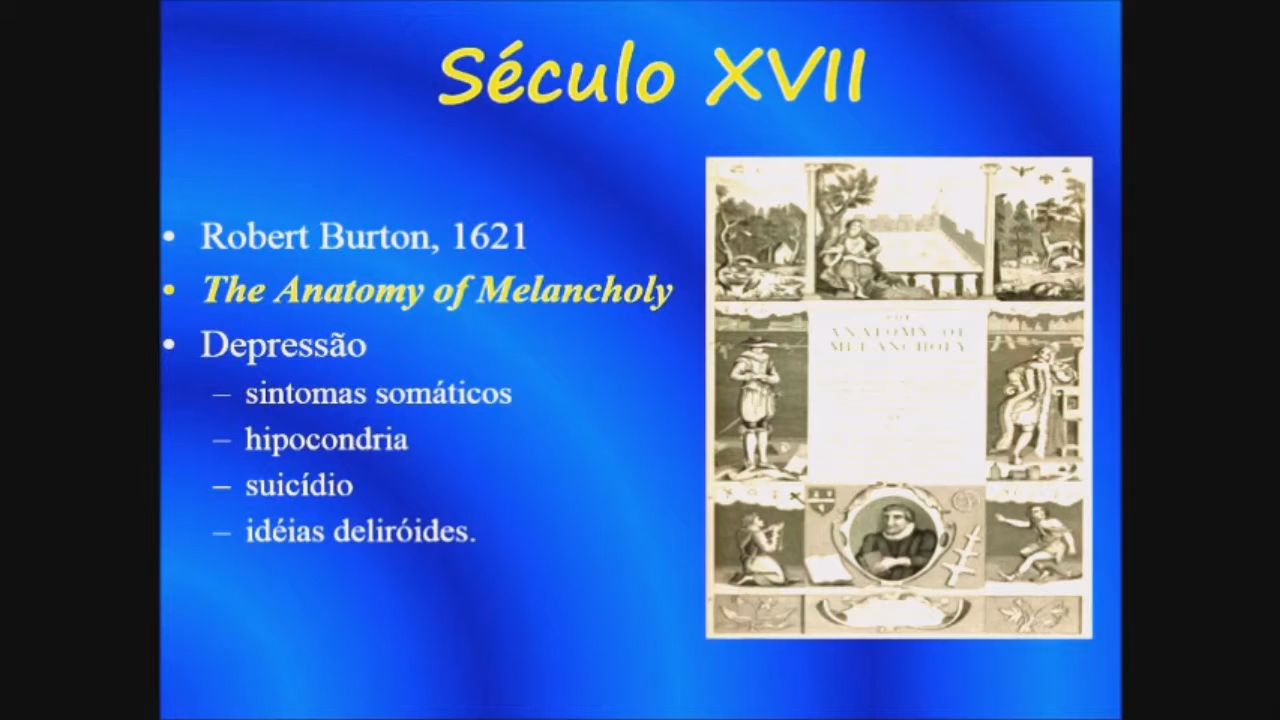 Século XVII
• Robert Burton, 1621
• The Anatomy of Melancholy
• Depressão
– sintomas somáticos
– hipocondria
– suicídio
– idéias deliróides.
THE
ANATOMY OF
MELANCHOLY